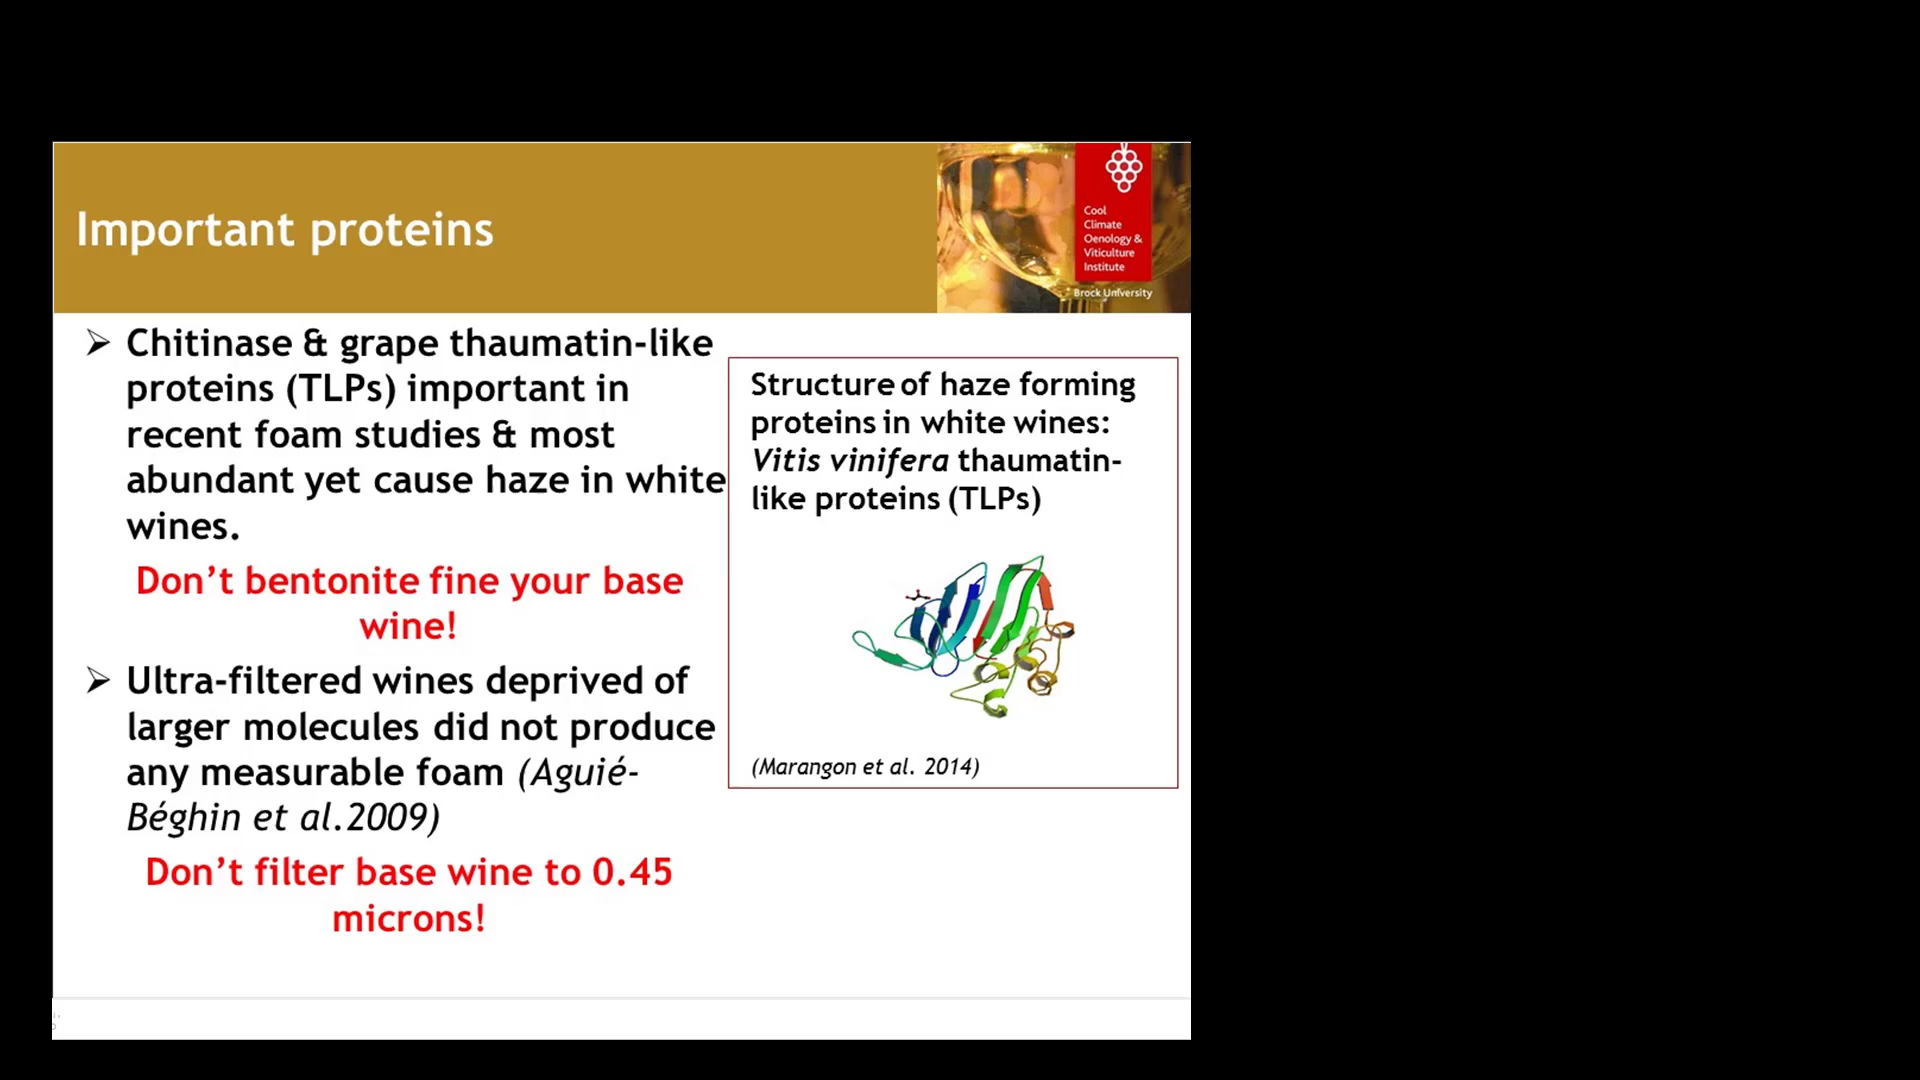 Important proteins
Cool
Climate
Oenology &
Viticulture
Institute
Brock University
➢ Chitinase & grape thaumatin-like
proteins (TLPs) important in
recent foam studies & most
abundant yet cause haze in white
wines.
Don’t bentonite fine your base
wine!
➢ Ultra-filtered wines deprived of
larger molecules did not produce
any measurable foam (Aguié-
Béghin et al.2009)
Don’t filter base wine to 0.45
microns!
Structure of haze forming
proteins in white wines:
Vitis vinifera thaumatin-
like proteins (TLPs)
(Marangon et al. 2014)